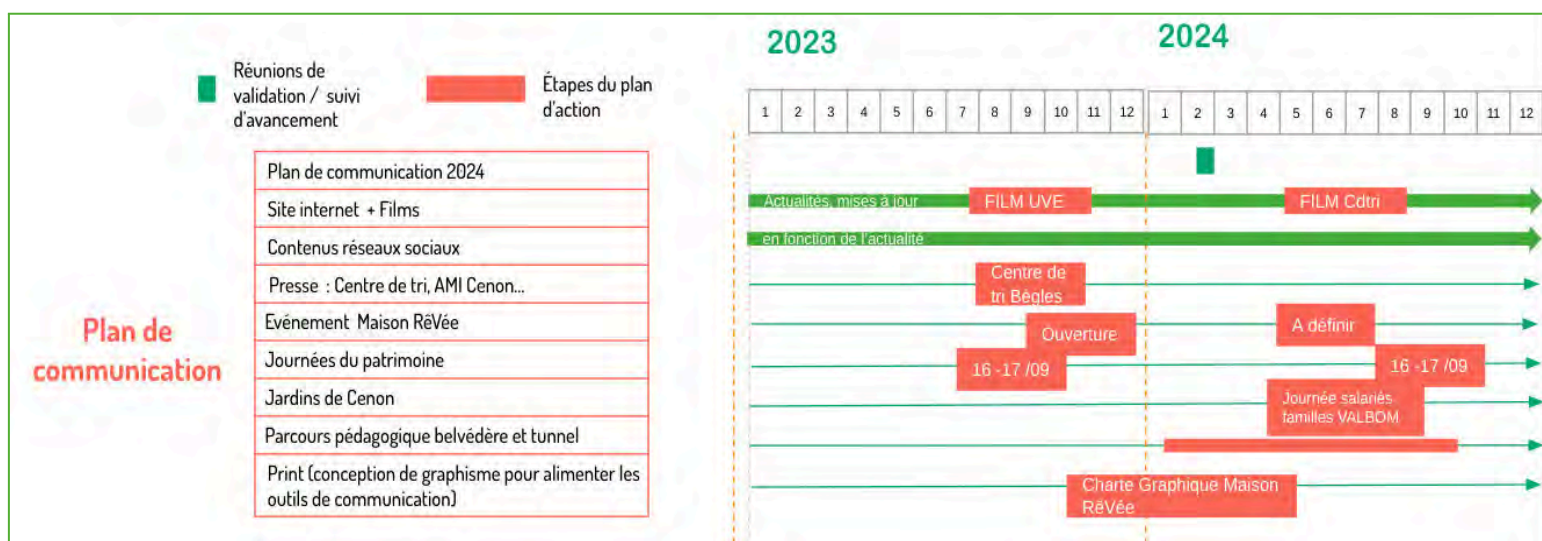 2023
2024
Réunions de
validation / suivi
d'avancement
Étapes du plan
d'action
1 2 3 4 5 6 7 8 9 10 11 12 1 2 3 4 5 6 7 8 9 10 11 12
Plan de
communication
Plan de communication 2024
Site internet + Films
Actualités, mises à jour
FILM UVE
FILM Cdtri
Contenus réseaux sociaux
en fonction de l'actualité
Presse : Centre de tri, AMI Cenon...
Centre de
tri Bègles
Evénement Maison RêVée
Ouverture
A définir
Journées du patrimoine
16 -17 /09
16 -17 /09
Jardins de Cenon
Journée salariés
familles VALBOM
Parcours pédagogique belvédère et tunnel
Print (conception de graphisme pour alimenter les
outils de communication)
Charte Graphique Maison
RêVée